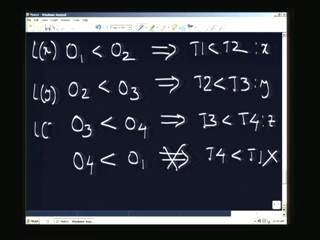 L(x) O1 < O2 ⇒ T1 < T2 : x
L(y) O2 < O3 ⇒ T2 < T3 : y
L( O3 < O4 ⇒ T3 < T4 : z
O4 < O1 ⇏ T4 < T1 X